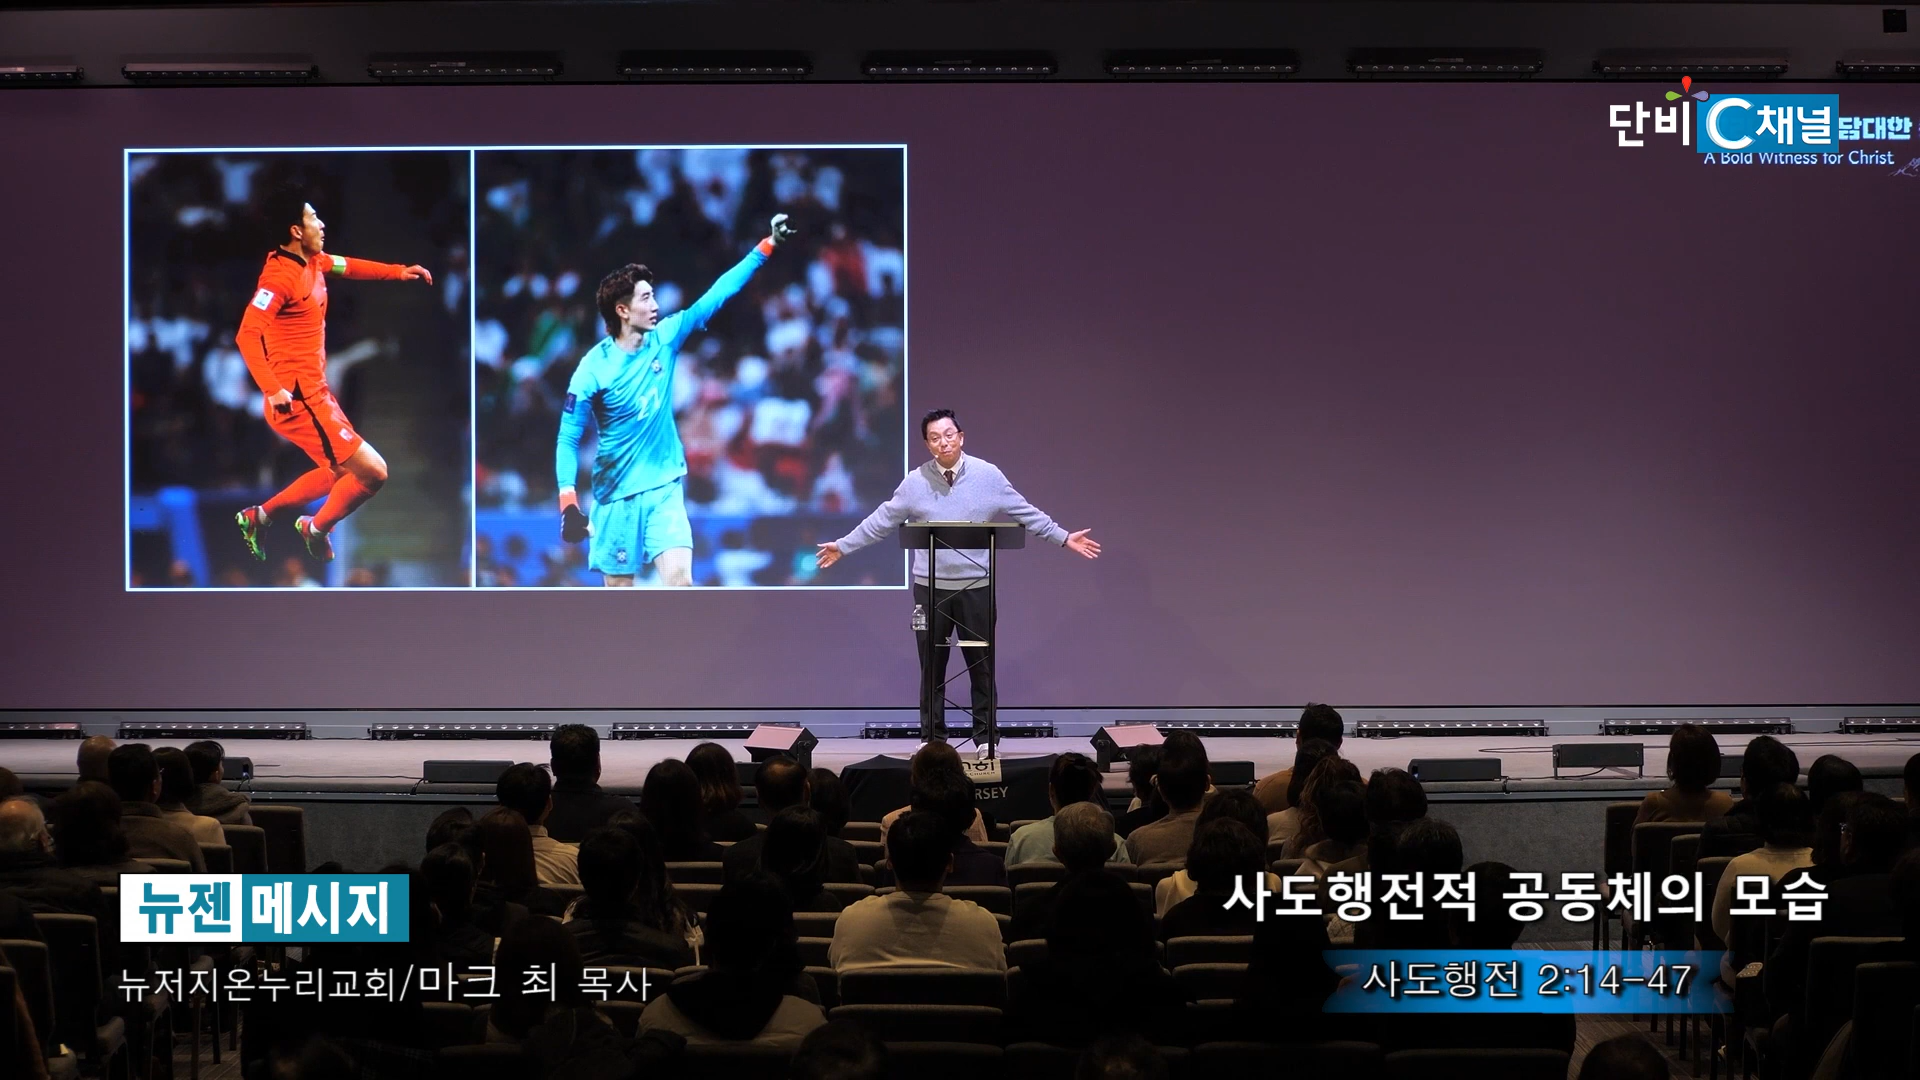 단비 C채널
담대한
A Bold Witness for Christ
21
RSEY
뉴젠 메시지
뉴저지온누리교회/마크 최 목사
사도행전적 공동체의 모습
사도행전 2:14-47